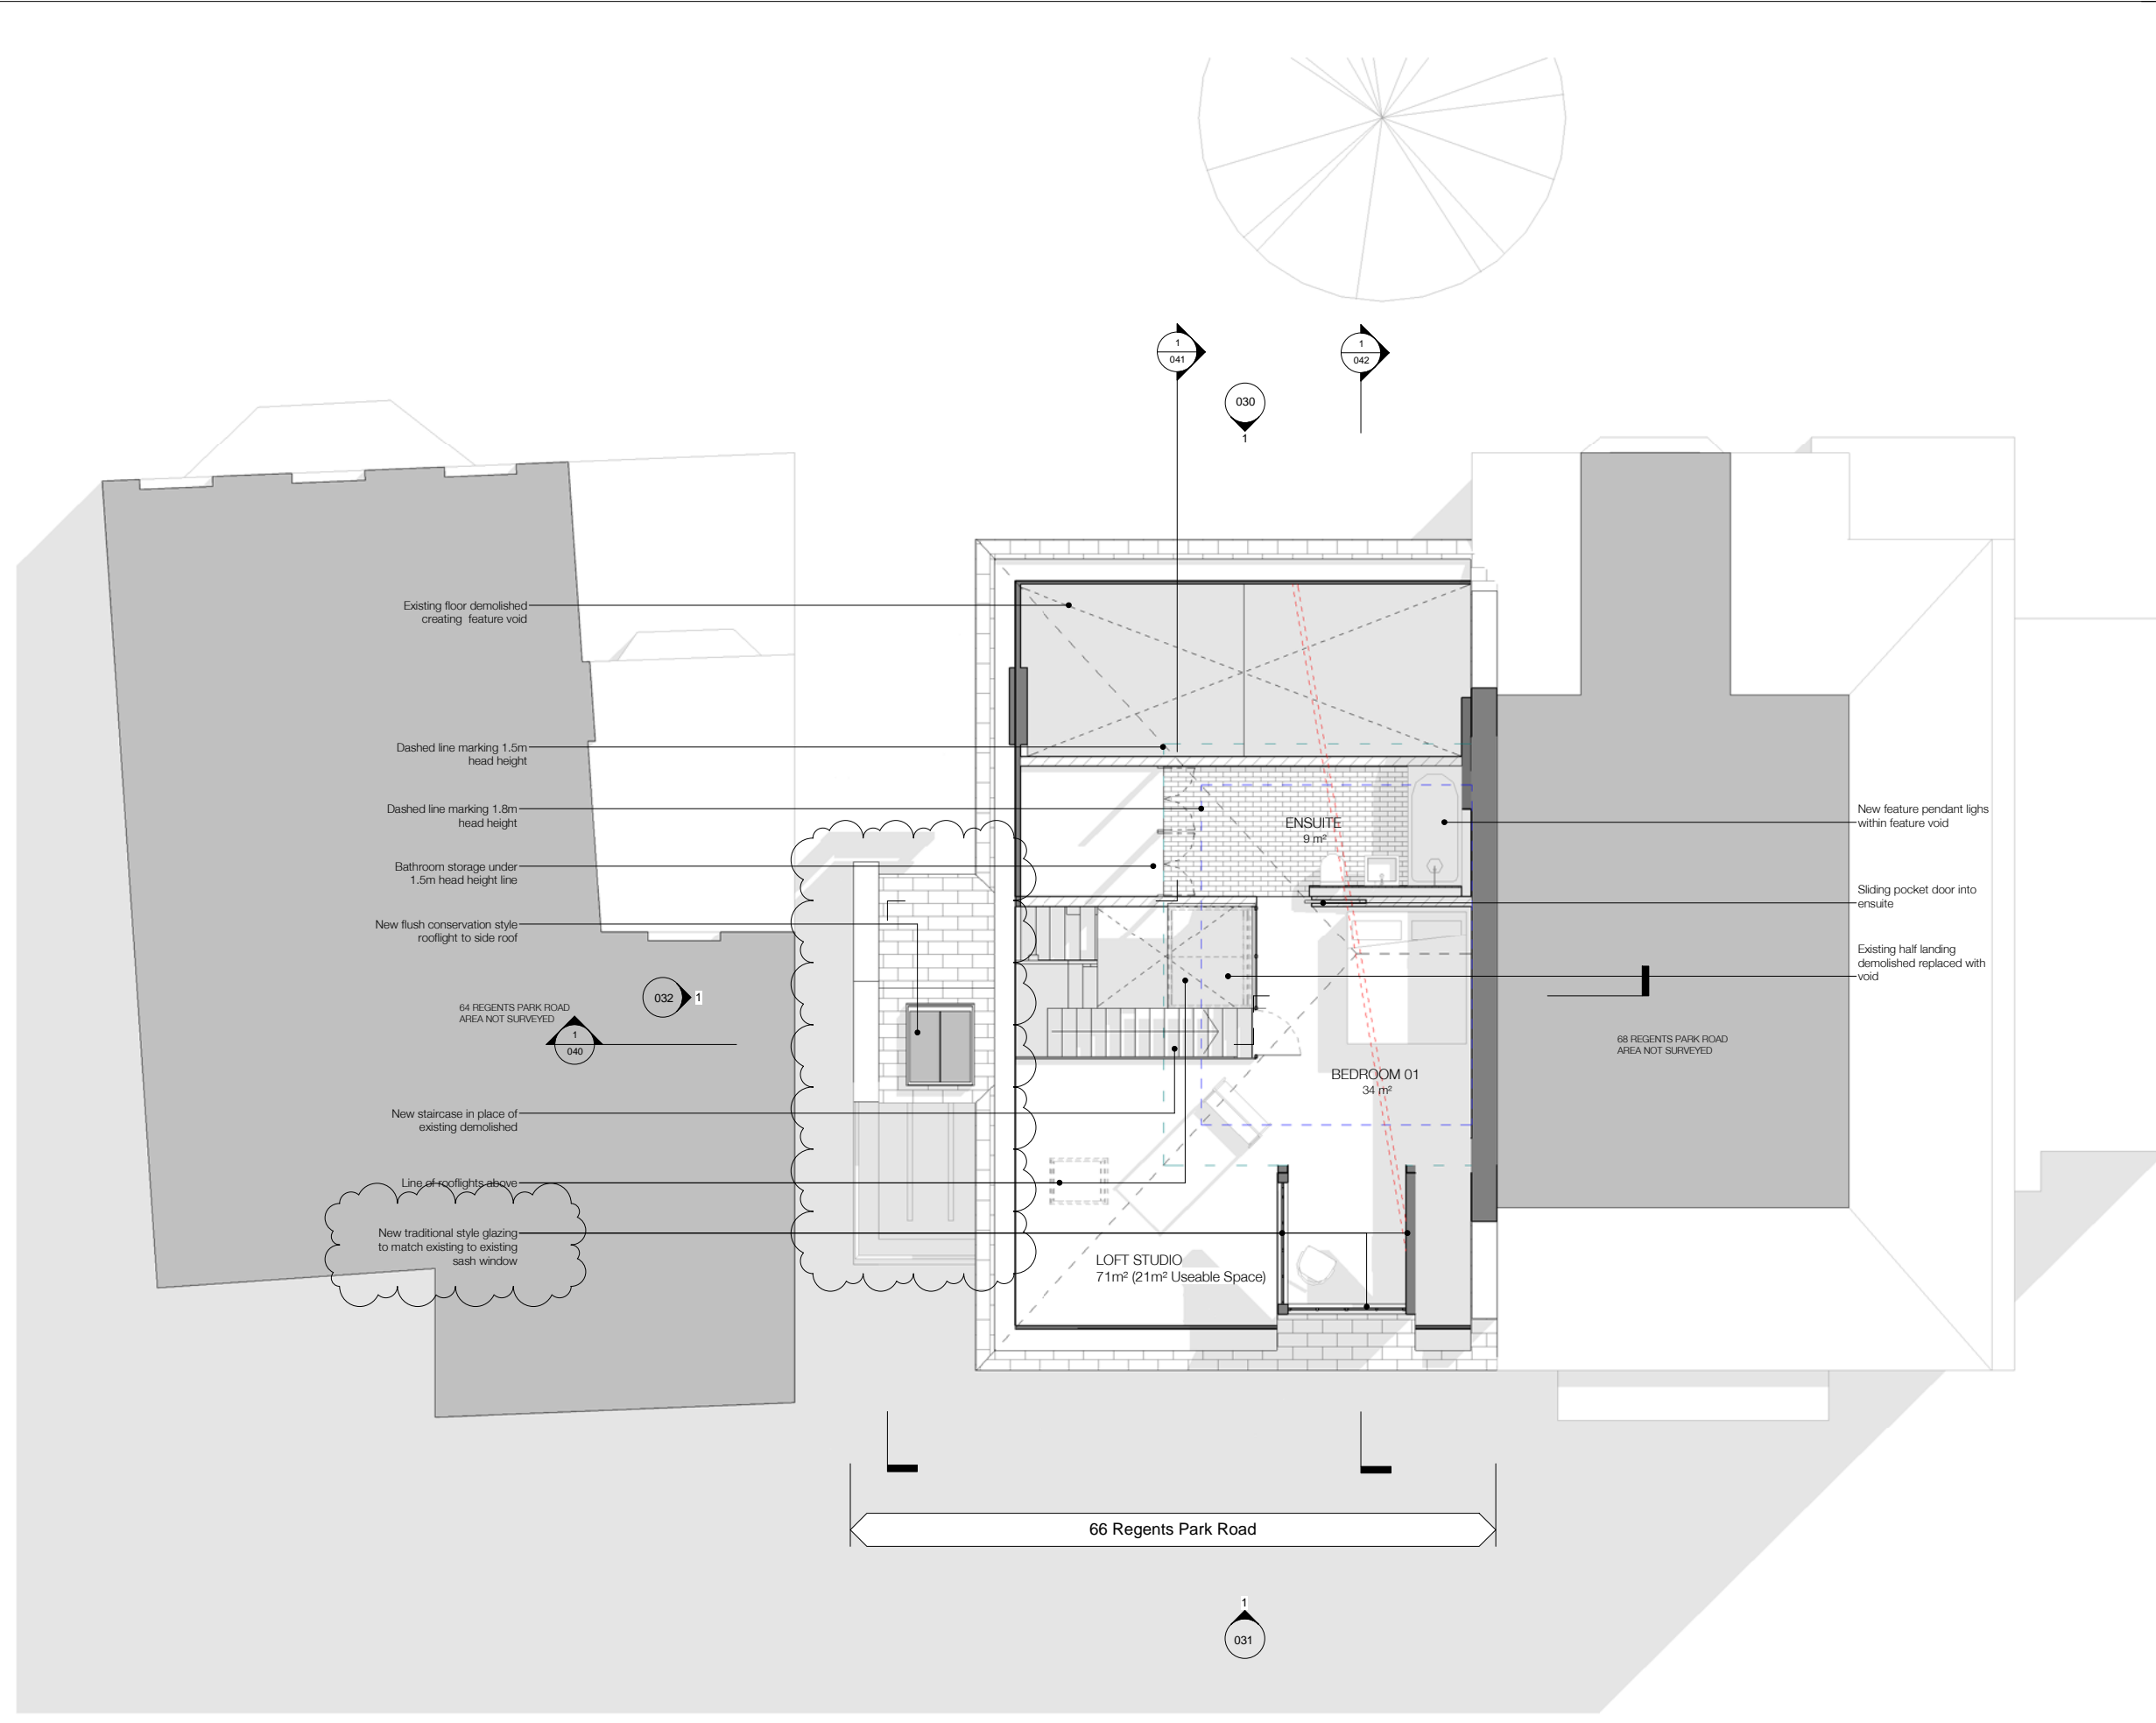 1
041
1
042
030
1
Existing floor demolished
creating feature void
Dashed line marking 1.5m
head height
Dashed line marking 1.8m
head height
Bathroom storage under
1.5m head height line
New flush conservation style
rooflight to side roof
032
1
64 REGENTS PARK ROAD
AREA NOT SURVEYED
1
040
New staircase in place of
existing demolished
Line of rooflights above
New traditional style glazing
to match existing to existing
sash window
ENSUITE
9 m²
BEDROOM 01
34 m²
LOFT STUDIO
71m² (21m² Useable Space)
New feature pendant lighs
within feature void
Sliding pocket door into
ensuite
Existing half landing
demolished replaced with
void
68 REGENTS PARK ROAD
AREA NOT SURVEYED
66 Regents Park Road
1
031